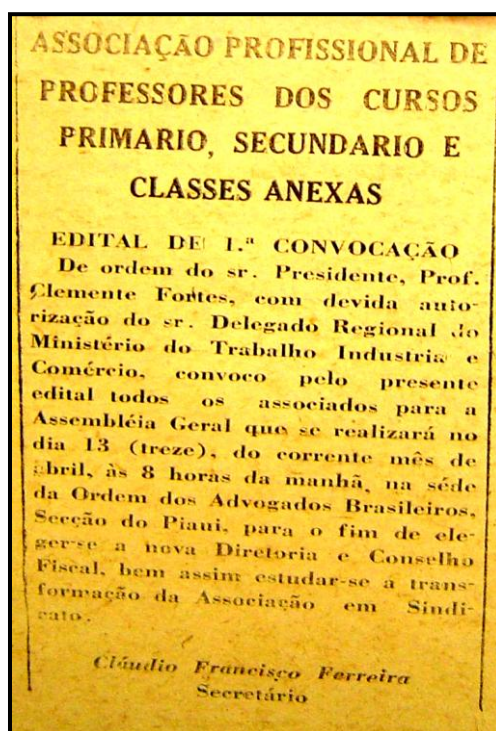 ASSOCIAÇÃO PROFISSIONAL DE
PROFESSORES DOS CURSOS
PRIMARIO, SECUNDARIO E
CLASSES ANEXAS
EDITAL DE 1.ª CONVOCAÇÃO
De ordem do sr. Presidente, Prof.
Clemente Fortes, com devida auto-
rização do sr. Delegado Regional do
Ministério do Trabalho Industria e
Comércio, convoco pelo presente
edital todos os associados para a
Assembléia Geral que se realizará no
dia 13 (treze), do corrente mês de
abril, às 8 horas da manhã, na séde
da Ordem dos Advogados Brasileiros,
Secção do Piaui, para o fim de ele-
ger-se a nova Diretoria e Conselho
Fiscal, bem assim estudar-se a trans-
formação da Associação em Sindi-
cato.
Cláudio Francisco Ferreira
Secretário